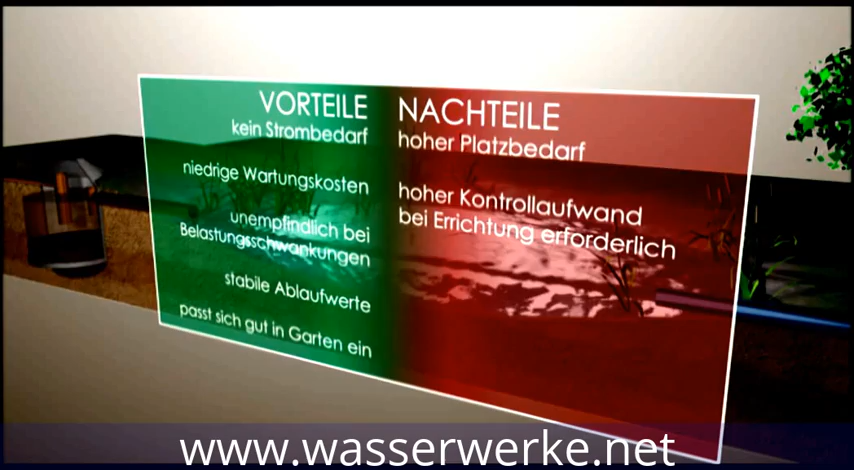 VORTEILE
kein Strombedarf
niedrige Wartungskosten
unempfindlich bei
Belastungsschwankungen
stabile Ablaufwerte
passt sich gut in Garten ein
NACHTEILE
hoher Platzbedarf
hoher Kontrollaufwand
bei Errichtung erforderlich
www.wasserwerke.net